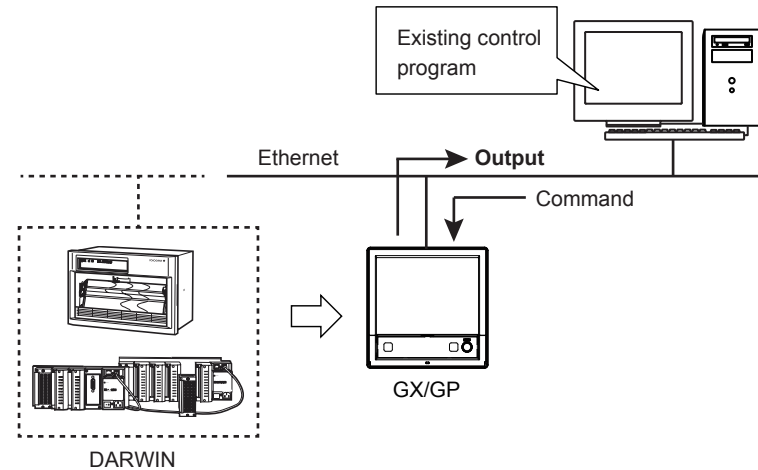 Existing control
program
Ethernet
Output
Command
GX/GP
DARWIN